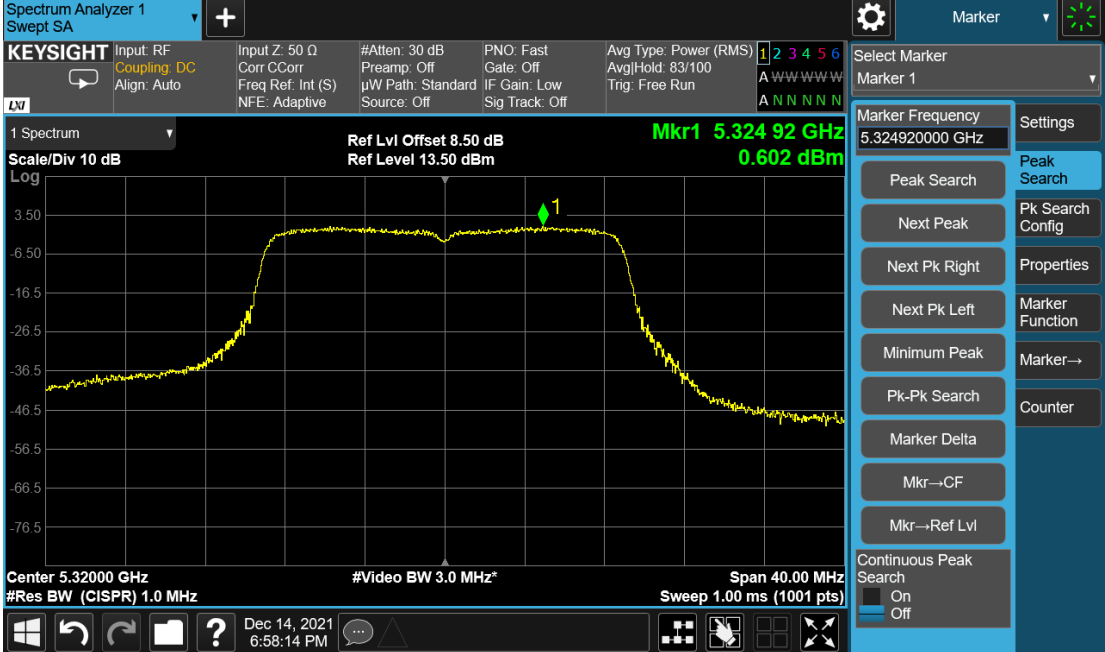 Spectrum Analyzer 1
Swept SA
+
Marker
KEYSIGHT
LXI
Input: RF
Coupling: DC
Align: Auto
Input Z: 50 Ω
Corr CCorr
Freq Ref: Int (S)
NFE: Adaptive
#Atten: 30 dB
Preamp: Off
µW Path: Standard
Source: Off
PNO: Fast
Gate: Off
IF Gain: Low
Sig Track: Off
Avg Type: Power (RMS)
Avg|Hold: 83/100
Trig: Free Run
1 2 3 4 5 6
A W W W W W
A N N N N N
1 Spectrum
Scale/Div 10 dB
Log
Ref Lvl Offset 8.50 dB
Ref Level 13.50 dBm
Mkr1 5.324 92 GHz
0.602 dBm
1
3.50
-6.50
-16.5
-26.5
-36.5
-46.5
-56.5
-66.5
-76.5
Center 5.32000 GHz
#Res BW (CISPR) 1.0 MHz
#Video BW 3.0 MHz*
Span 40.00 MHz
Sweep 1.00 ms (1001 pts)
Select Marker
Marker 1
Marker Frequency
5.324920000 GHz
Peak Search
Next Peak
Next Pk Right
Next Pk Left
Minimum Peak
Pk-Pk Search
Marker Delta
Mkr→CF
Mkr→Ref Lvl
Continuous Peak
Search
On
Off
Settings
Peak
Search
Pk Search
Config
Properties
Marker
Function
Marker→
Counter
?
Dec 14, 2021
6:58:14 PM